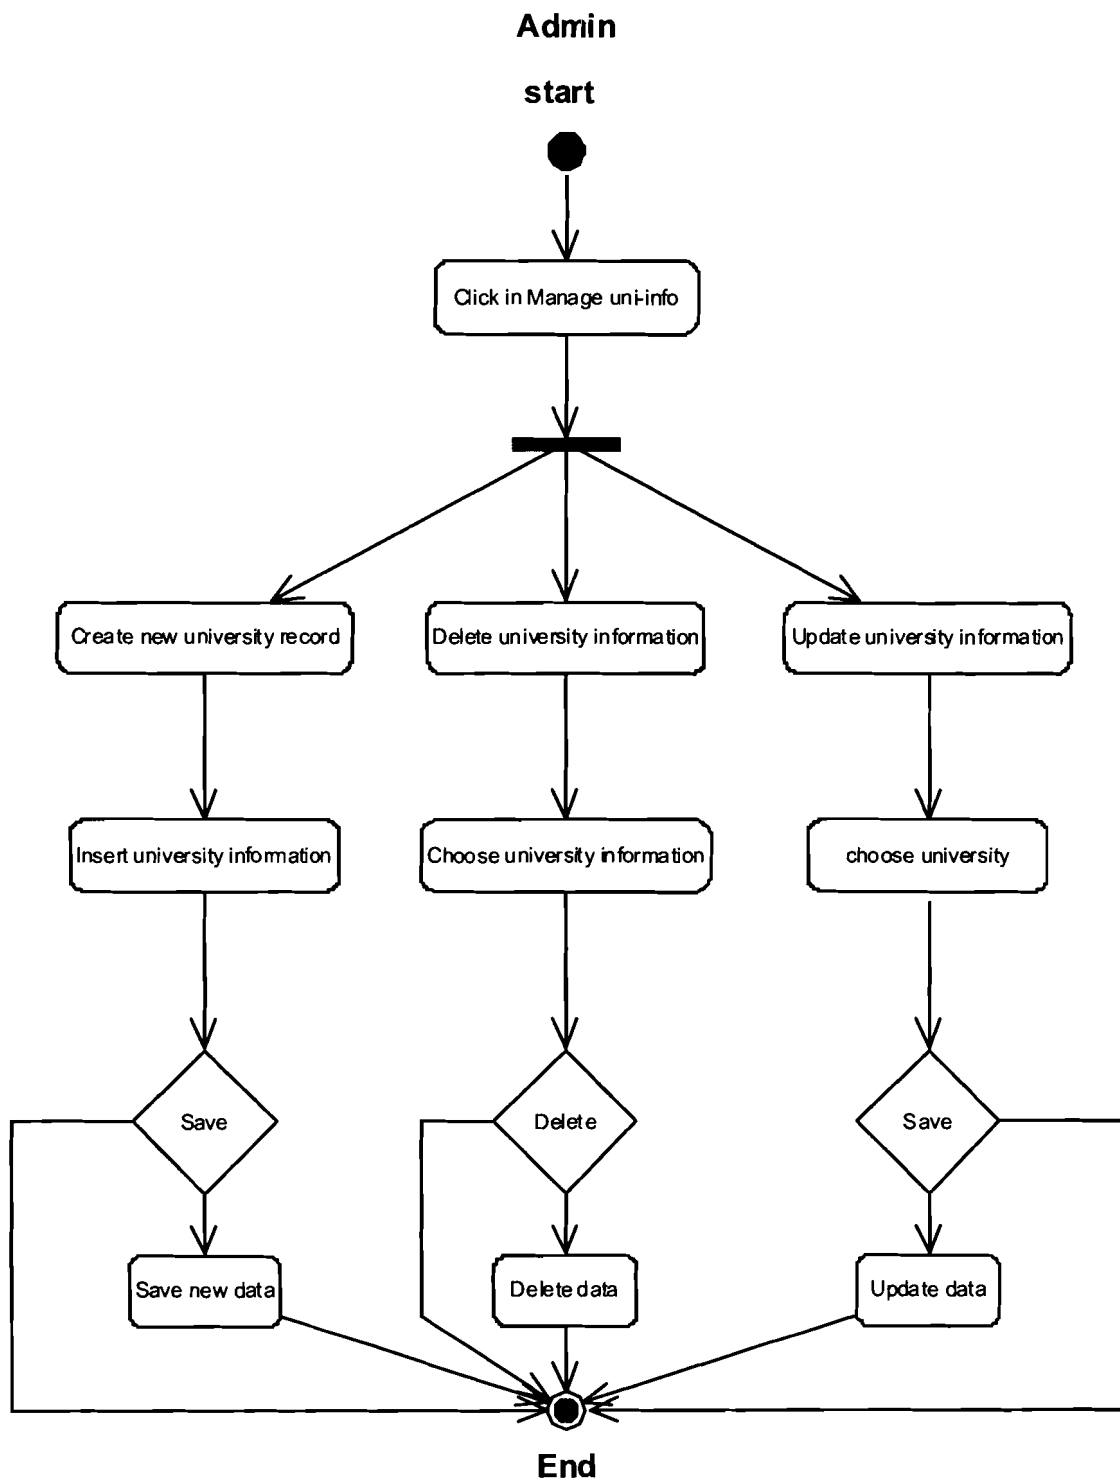 Admin
start
Click in Manage uni-info
Create new university record
Delete university information
Update university information
Insert university information
Choose university information
choose university
Save
Delete
Save
Save new data
Delete data
Update data
End